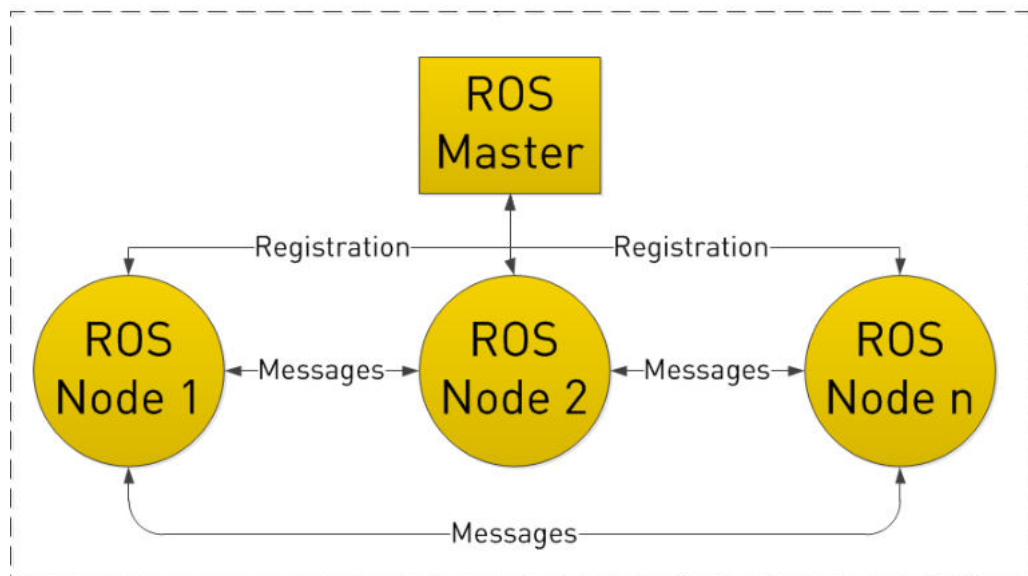 ROS
Master
Registration
Registration
ROS
Node 1
Messages
ROS
Node 2
Messages
ROS
Node n
Messages